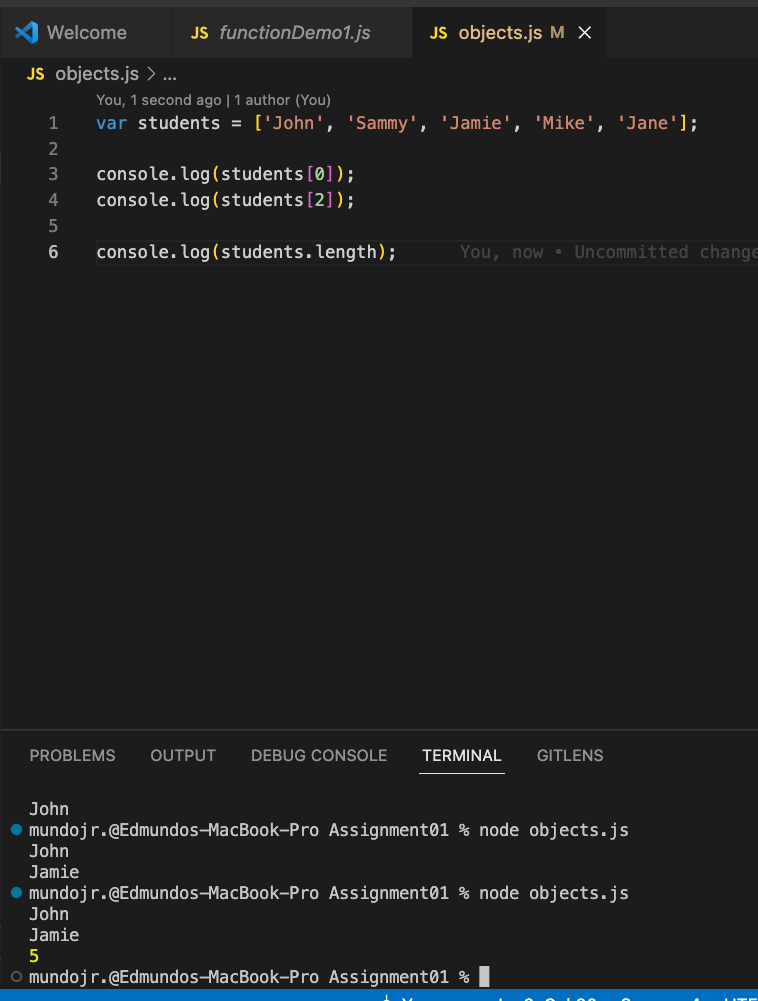 Welcome
JS functionDemo1.js
JS objects.js M
JS objects.js > ...
You, 1 second ago | 1 author (You)
1 var students = ['John', 'Sammy', 'Jamie', 'Mike', 'Jane'];
2
3 console.log(students[0]);
4 console.log(students[2]);
5
6 console.log(students.length); You, now • Uncommitted change
PROBLEMS OUTPUT DEBUG CONSOLE TERMINAL GITLENS
John
mundojr.@Edmundos-MacBook-Pro Assignment01 % node objects.js
John
Jamie
mundojr.@Edmundos-MacBook-Pro Assignment01 % node objects.js
John
Jamie
5
mundojr.@Edmundos-MacBook-Pro Assignment01 %